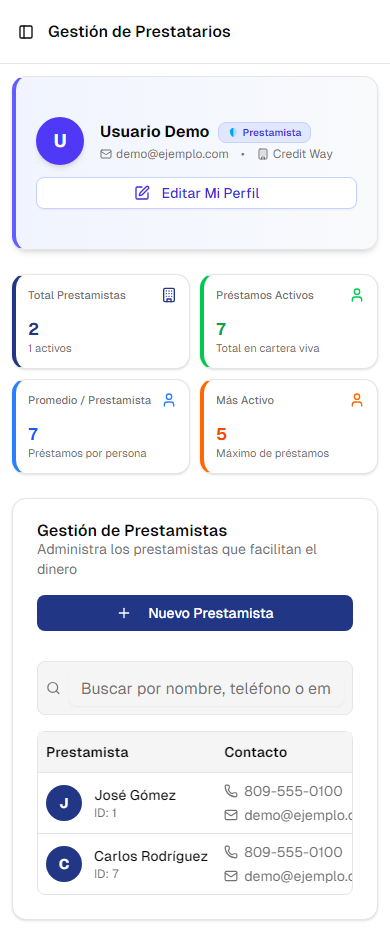 Gestión de Prestatarios
U
Usuario Demo
Prestamista
demo@ejemplo.com • Credit Way
Editar Mi Perfil
Total Prestamistas
2
1 activos
Préstamos Activos
7
Total en cartera viva
Promedio / Prestamista
7
Préstamos por persona
Más Activo
5
Máximo de préstamos
Gestión de Prestamistas
Administra los prestamistas que facilitan el
dinero
Nuevo Prestamista
Buscar por nombre, teléfono o em
Prestamista Contacto
J
José Gómez
ID: 1
809-555-0100
demo@ejemplo.c
C
Carlos Rodríguez
ID: 7
809-555-0100
demo@ejemplo.c